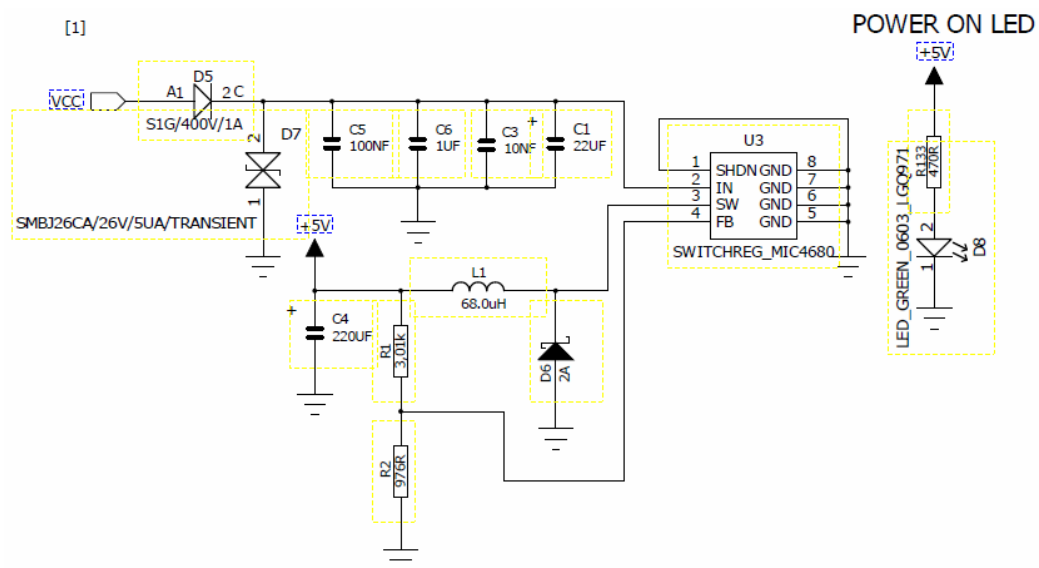 [1]
POWER ON LED
+5V
VCC
A1
D5
2 C
S1G/400V/1A
D7
2
1
SMBJ26CA/26V/5UA/TRANSIENT
C5
100NF
C6
1UF
C3
10NF
+
C1
22UF
U3
1
SHDN
GND
8
2
IN
GND
7
3
SW
GND
6
4
FB
GND
5
SWITCHREG_MIC4680
R133
470R
LED_GREEN_0603_LGQ971
2
1
D8
+5V
+
C4
220UF
L1
68.0uH
R1
3,01k
D6
2A
R2
976R